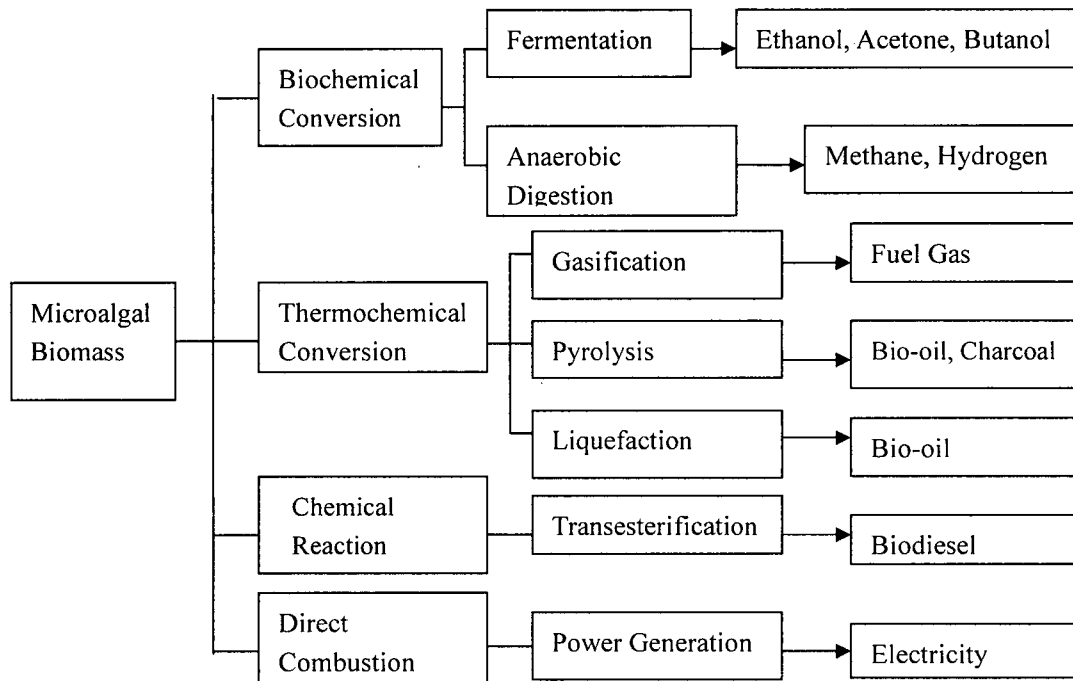 Fermentation
Ethanol, Acetone, Butanol
Biochemical
Conversion
Anaerobic
Digestion
Methane, Hydrogen
Gasification
Fuel Gas
Microalgal
Biomass
Thermochemical
Conversion
Pyrolysis
Bio-oil, Charcoal
Liquefaction
Bio-oil
Chemical
Reaction
Transesterification
Biodiesel
Direct
Combustion
Power Generation
Electricity